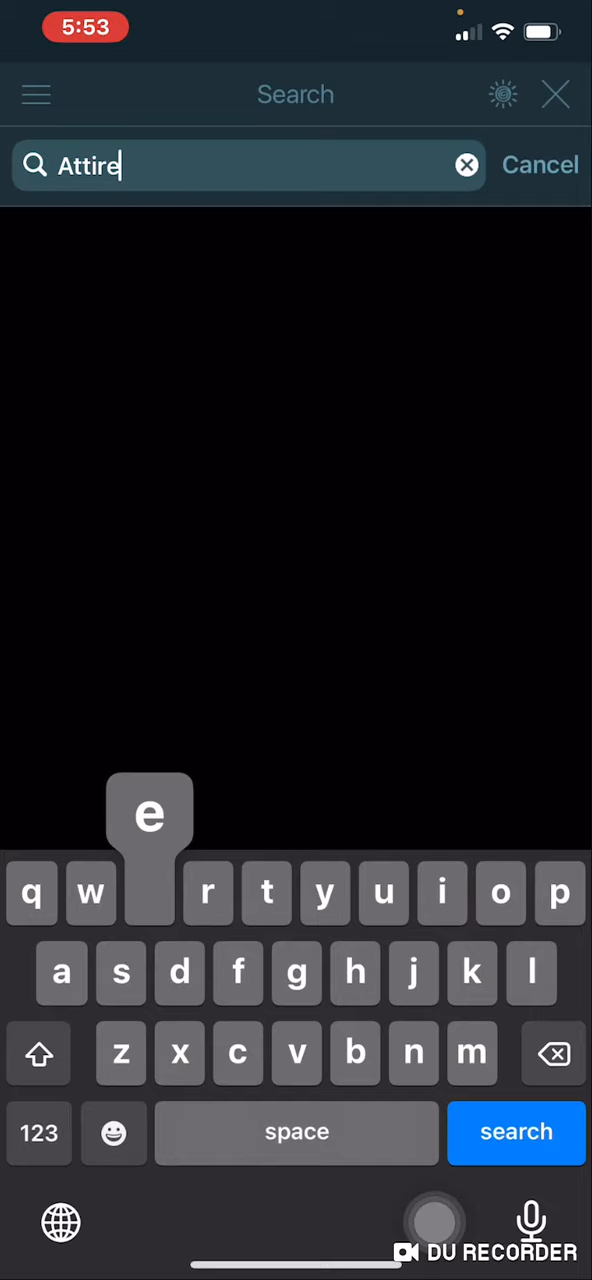 5:53
Search
Attire
Cancel
e
q w r t y u i o p
a s d f g h j k l
z x c v b n m
123 space search
DU RECORDER